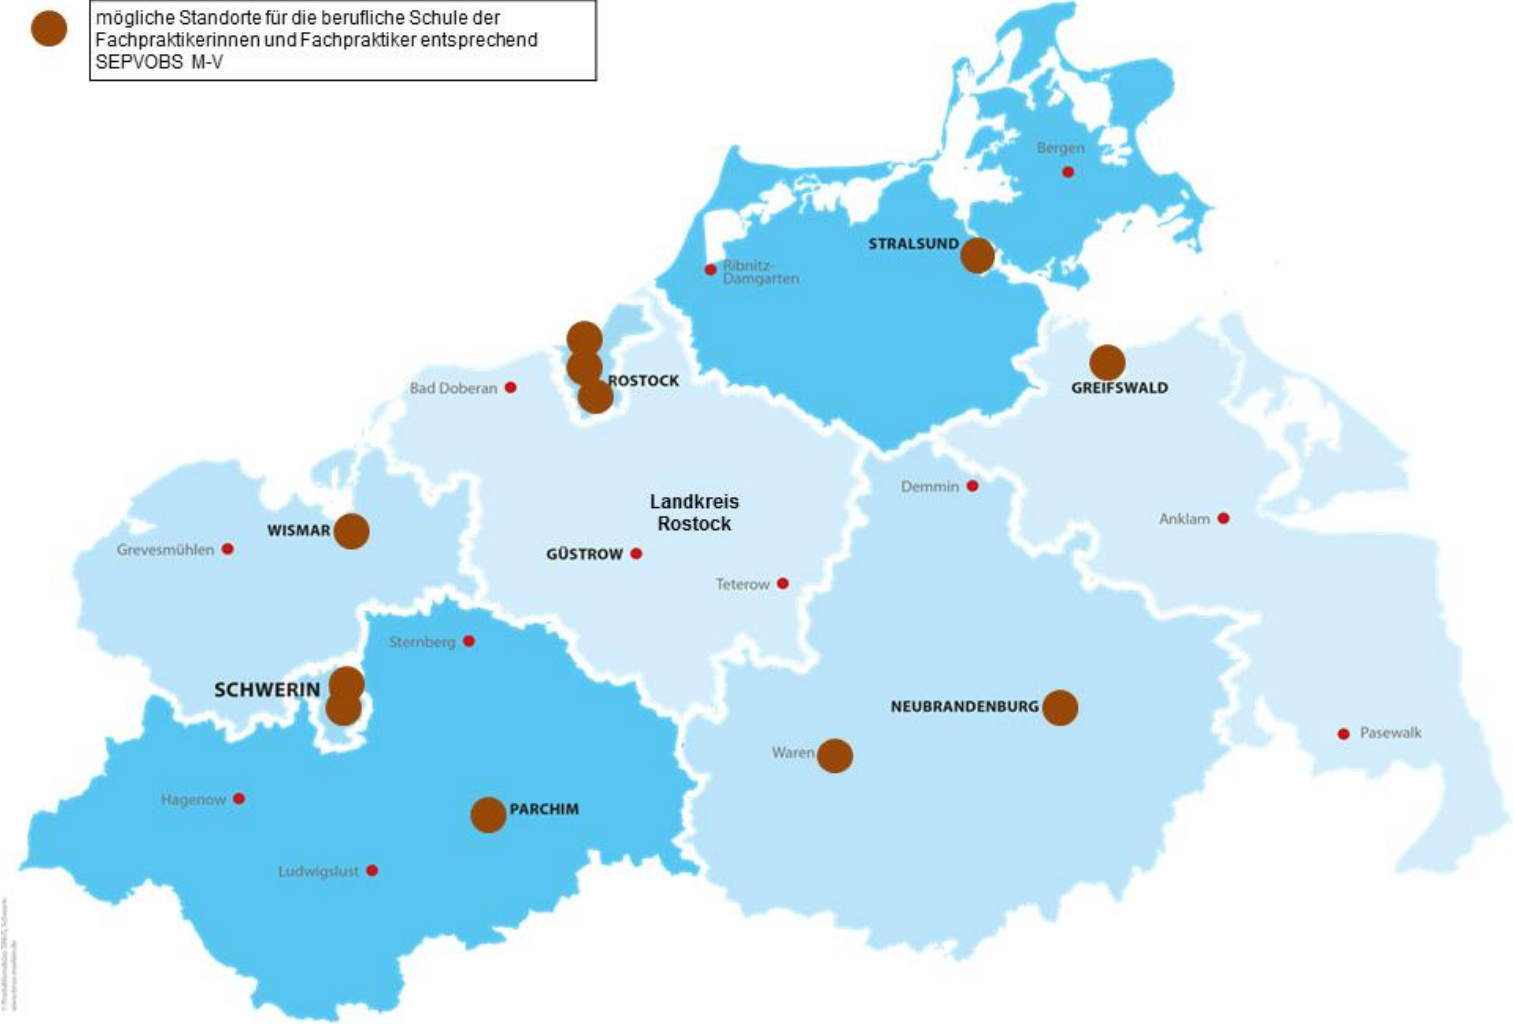 mögliche Standorte für die berufliche Schule der
Fachpraktikerinnen und Fachpraktiker entsprechend
SEPVOBS M-V
Bergen
STRALSUND
Ribnitz-
Damgarten
ROSTOCK
Bad Doberan
GREIFSWALD
Demmin
Landkreis
Rostock
Anklam
WISMAR
Grevesmühlen
GÜSTROW
Teterow
Sternberg
SCHWERIN
NEUBRANDENBURG
Pasewalk
Waren
Hagenow
PARCHIM
Ludwigslust